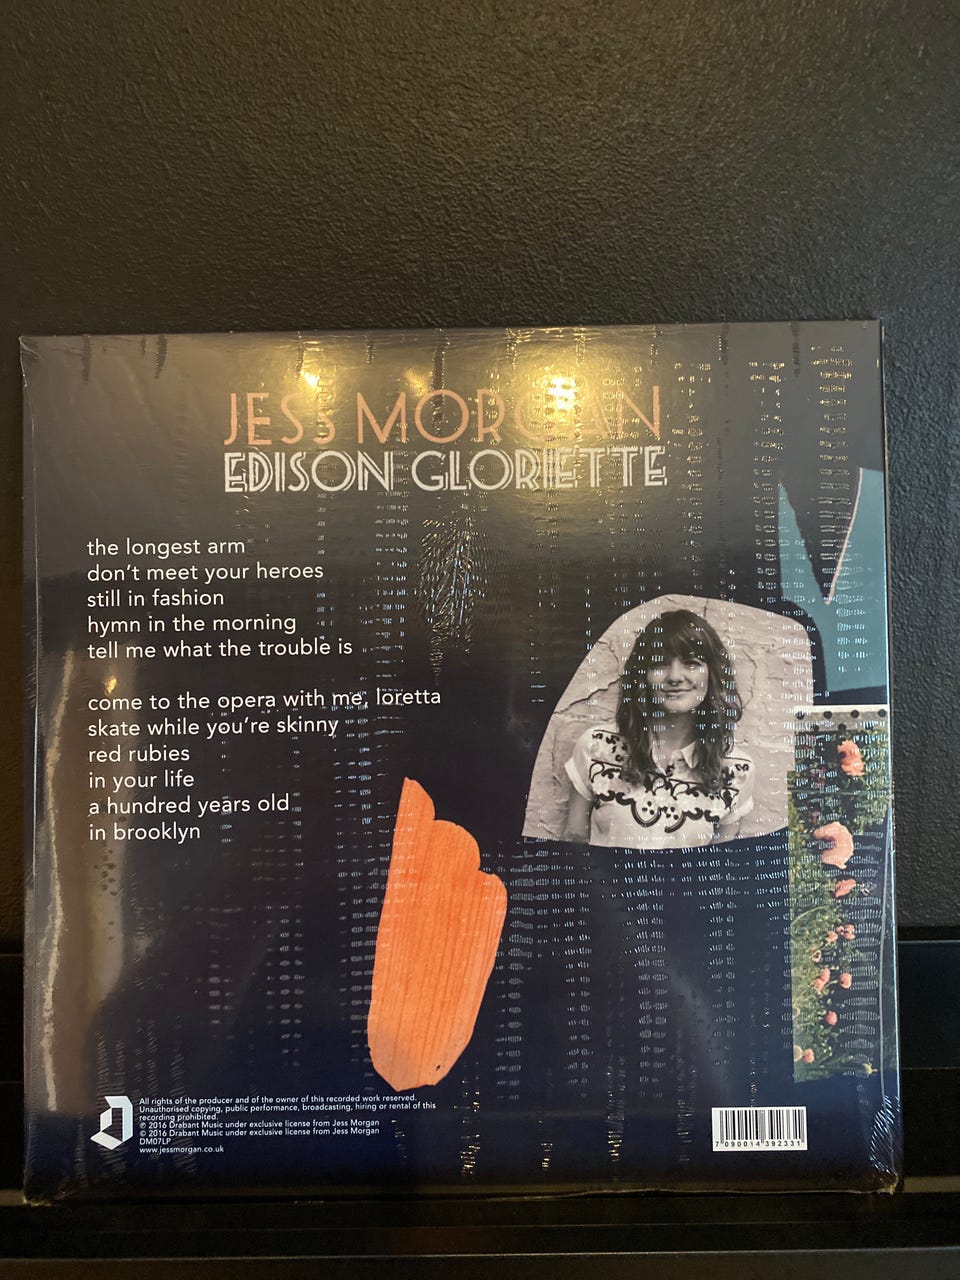 JESS MORGAN
EDISON GLORIETTE
the longest arm
don't meet your heroes
still in fashion
hymn in the morning
tell me what the trouble is
come to the opera with me, loretta
skate while you're skinny
red rubies
in your life
a hundred years old
in brooklyn
All rights of the producer and of the owner of this recorded work reserved.
Unauthorised copying, public performance, broadcasting, hiring or rental of this
recording prohibited.
℗ 2016 Drabant Music under exclusive license from Jess Morgan
© 2016 Drabant Music under exclusive license from Jess Morgan
DM07LP
www.jessmorgan.co.uk
7 090014 392331